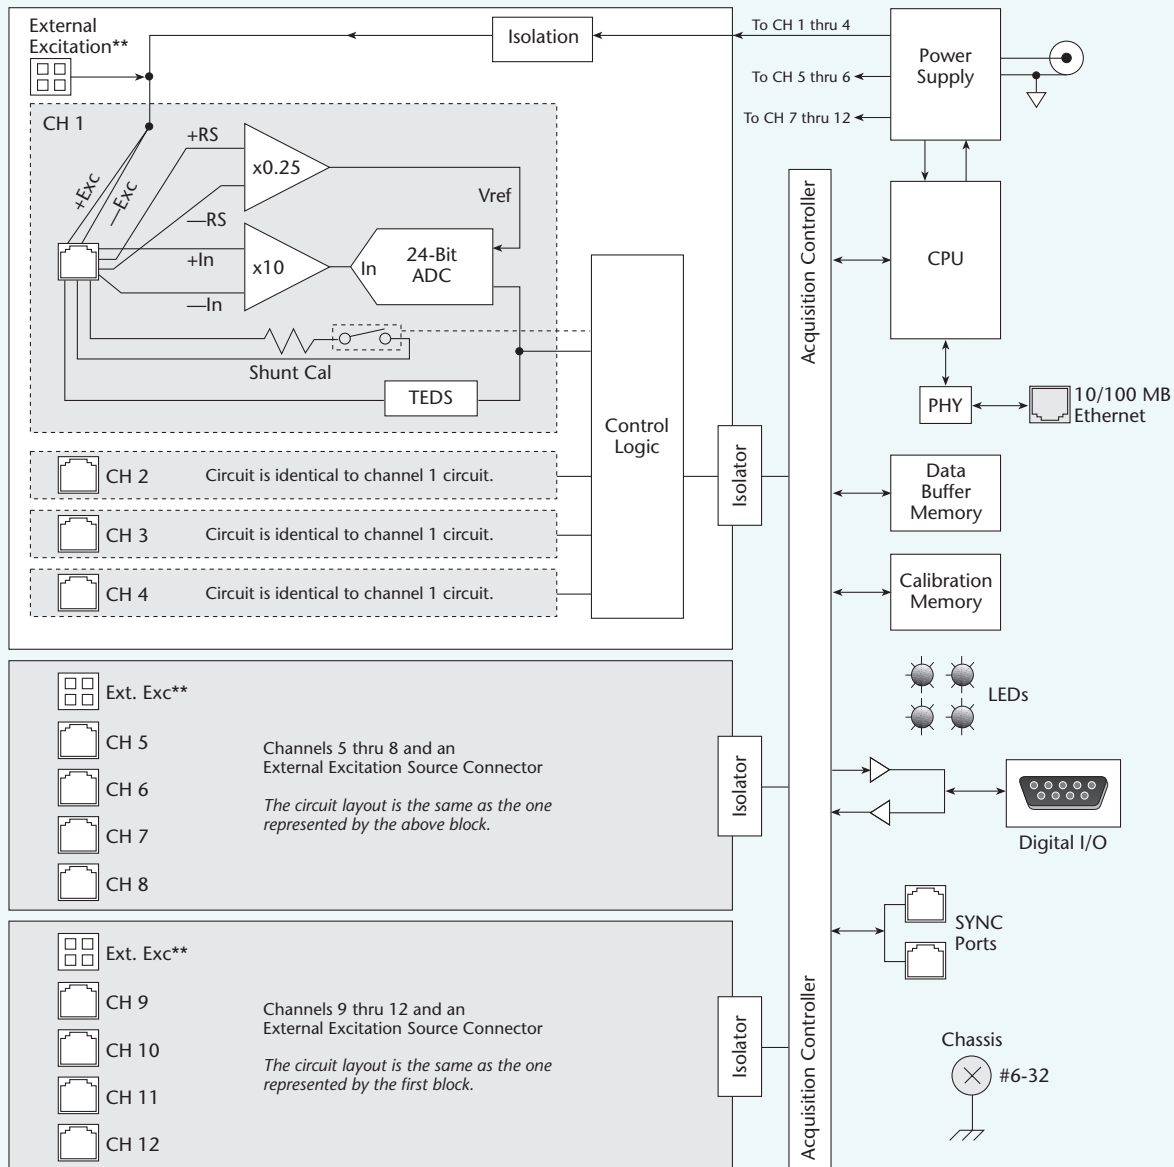 External
Excitation**
Isolation
To CH 1 thru 4
To CH 5 thru 6
To CH 7 thru 12
Power
Supply
CH 1
+RS
+Exc
—Exc
—RS
x0.25
Vref
+In
—In
x10
In
24-Bit
ADC
Shunt Cal
TEDS
Control
Logic
Isolator
Acquisition Controller
CPU
PHY
10/100 MB
Ethernet
CH 2
Circuit is identical to channel 1 circuit.
CH 3
Circuit is identical to channel 1 circuit.
CH 4
Circuit is identical to channel 1 circuit.
Data
Buffer
Memory
Calibration
Memory
LEDs
Ext. Exc**
CH 5
CH 6
CH 7
CH 8
Channels 5 thru 8 and an
External Excitation Source Connector
The circuit layout is the same as the one
represented by the above block.
Isolator
Digital I/O
SYNC
Ports
Ext. Exc**
CH 9
CH 10
CH 11
CH 12
Channels 9 thru 12 and an
External Excitation Source Connector
The circuit layout is the same as the one
represented by the first block.
Isolator
Acquisition Controller
Chassis
#6-32